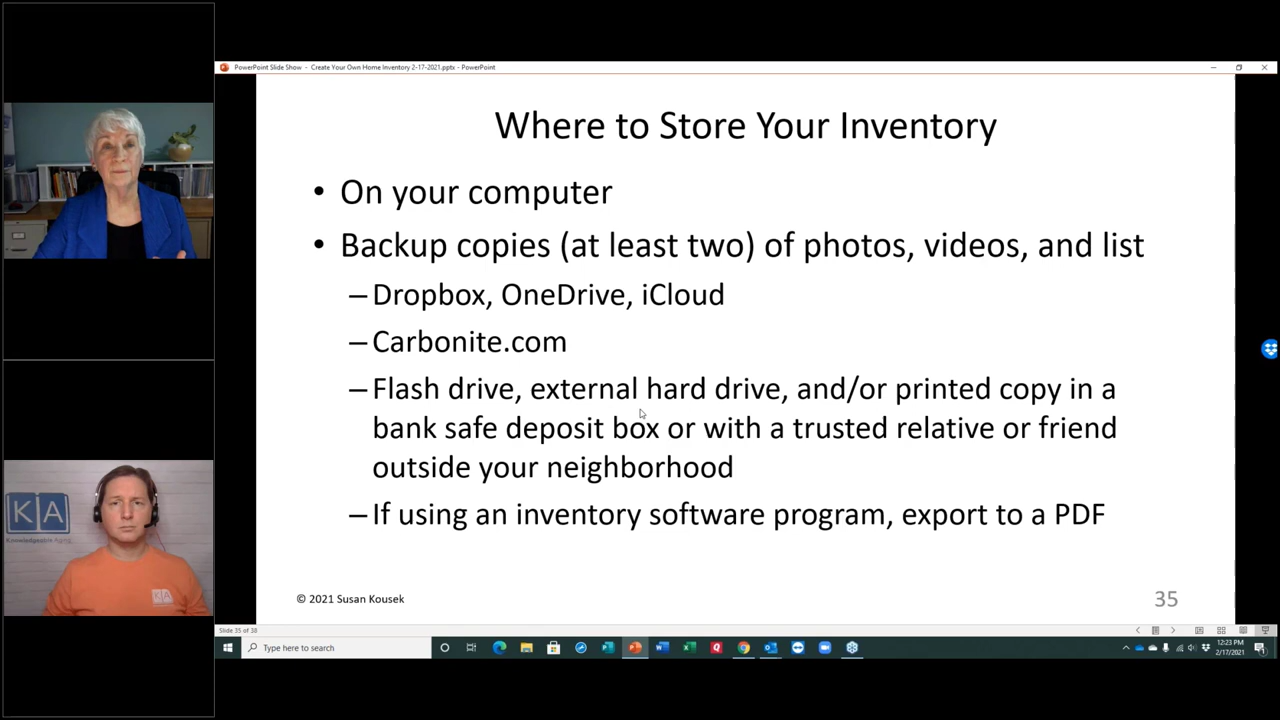 PowerPoint Slide Show - Create Your Own Home Inventory 2-17-2021.pptx - PowerPoint
Where to Store Your Inventory
• On your computer
• Backup copies (at least two) of photos, videos, and list
–Dropbox, OneDrive, iCloud
–Carbonite.com
–Flash drive, external hard drive, and/or printed copy in a
bank safe deposit box or with a trusted relative or friend
outside your neighborhood
–If using an inventory software program, export to a PDF
© 2021 Susan Kousek
35
KA
Knowledgeable Aging
KA
Slide 35 of 38
Type here to search
12:23 PM
2/17/2021